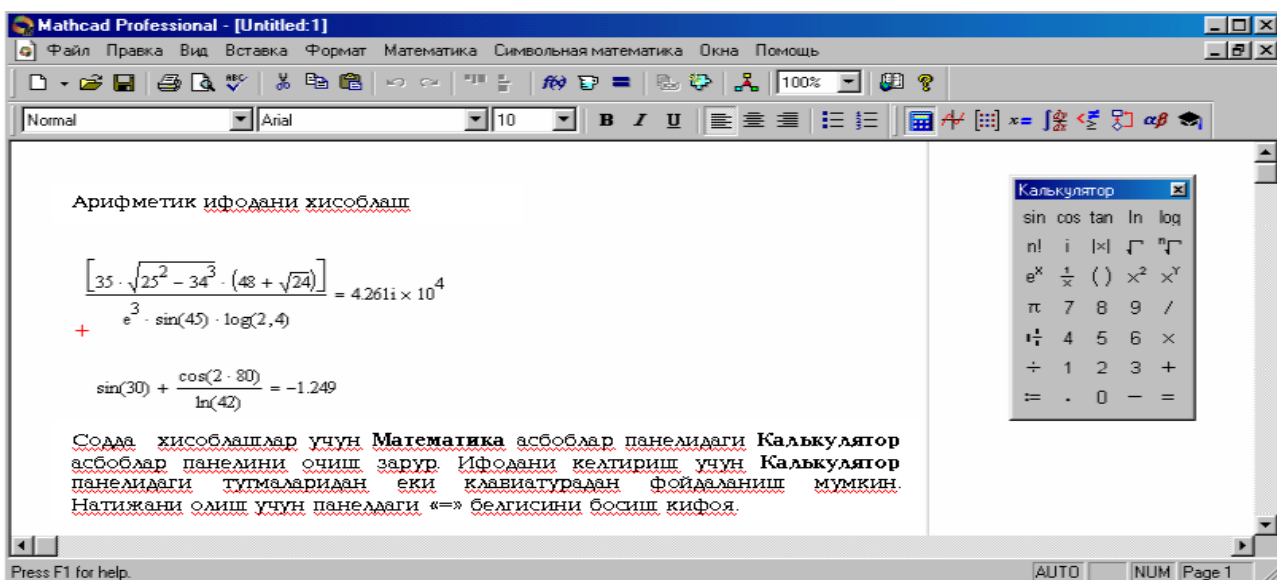 Mathcad Professional - [Untitled:1]
Файл Правка Вид Вставка Формат Математика Символьная математика Окна Помощь
100%
Normal Arial 10 B I U
Арифметик ифодани хисоблаш
[35 · √(25² − 34³) · (48 + √24)] / (e³ · sin(45) · log(2,4)) = 4.261i × 10⁴
sin(30) + cos(2 · 80) / ln(42) = −1.249
Содда хисоблашлар учун Математика асбоблар панелидаги Калькулятор
асбоблар панелини очиш зарур. Ифодани келтириш учун Калькулятор
панелидаги тутмаларидан еки клавиатурадан фойдаланиш мумкин.
Натижани олиш учун панелдаги «=» белгисини босиш кифоя.
Калькулятор
sin cos tan ln log
n! i |×| √ ⁿ√
eˣ 1/x ( ) ×² ×ʸ
π 7 8 9 /
4 5 6 ×
÷ 1 2 3 +
:= . 0 − =
Press F1 for help.
AUTO NUM Page 1